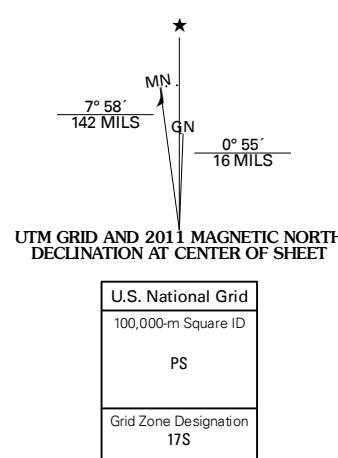 ★
MN
7° 58´
142 MILS
GN
0° 55´
16 MILS
UTM GRID AND 2011 MAGNETIC NORTH
DECLINATION AT CENTER OF SHEET
U.S. National Grid
100,000-m Square ID
PS
Grid Zone Designation
17S